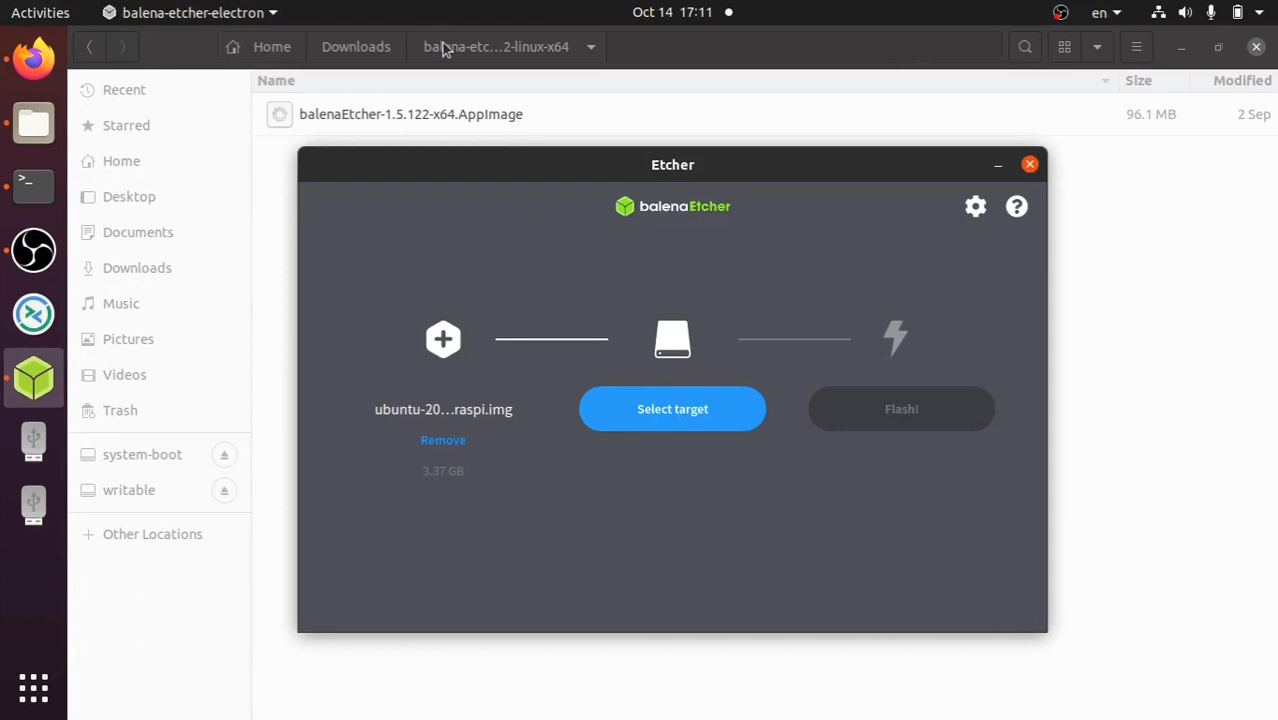 Activities
balena-etcher-electron
Oct 14 17:11
en
Home
Downloads
balena-etc...2-linux-x64
Name
Size
Modified
balenaEtcher-1.5.122-x64.AppImage
96.1 MB
2 Sep
Recent
Starred
Home
Desktop
Documents
Downloads
Music
Pictures
Videos
Trash
system-boot
writable
+ Other Locations
Etcher
balenaEtcher
ubuntu-20...raspi.img
Remove
3.37 GB
Select target
Flash!